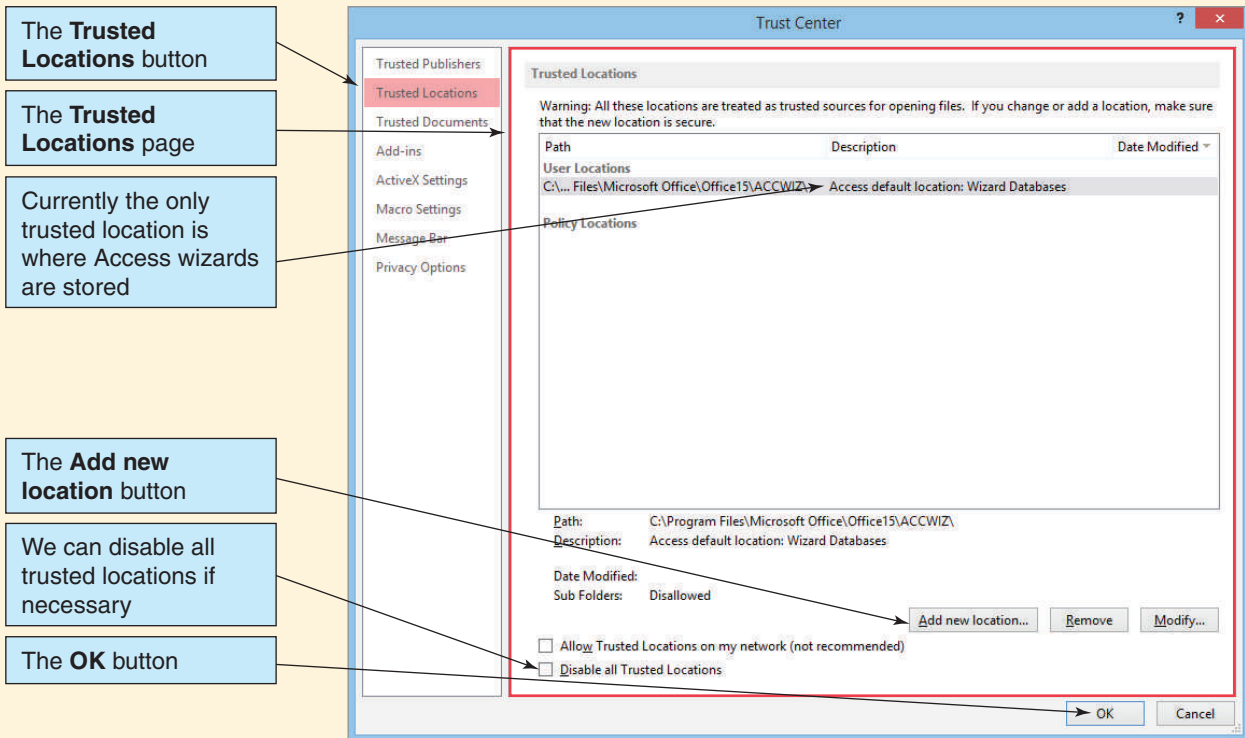 The Trusted
Locations button
The Trusted
Locations page
Currently the only
trusted location is
where Access wizards
are stored
The Add new
location button
We can disable all
trusted locations if
necessary
The OK button
Trust Center
?
×
Trusted Publishers
Trusted Locations
Trusted Documents
Add-ins
ActiveX Settings
Macro Settings
Message Bar
Privacy Options
Trusted Locations
Warning: All these locations are treated as trusted sources for opening files. If you change or add a location, make sure
that the new location is secure.
Path Description Date Modified
User Locations
C:\... Files\Microsoft Office\Office15\ACCWIZ\ Access default location: Wizard Databases
Policy Locations
Path: C:\Program Files\Microsoft Office\Office15\ACCWIZ\
Description: Access default location: Wizard Databases
Date Modified:
Sub Folders: Disallowed
Add new location... Remove Modify...
Allow Trusted Locations on my network (not recommended)
Disable all Trusted Locations
OK Cancel